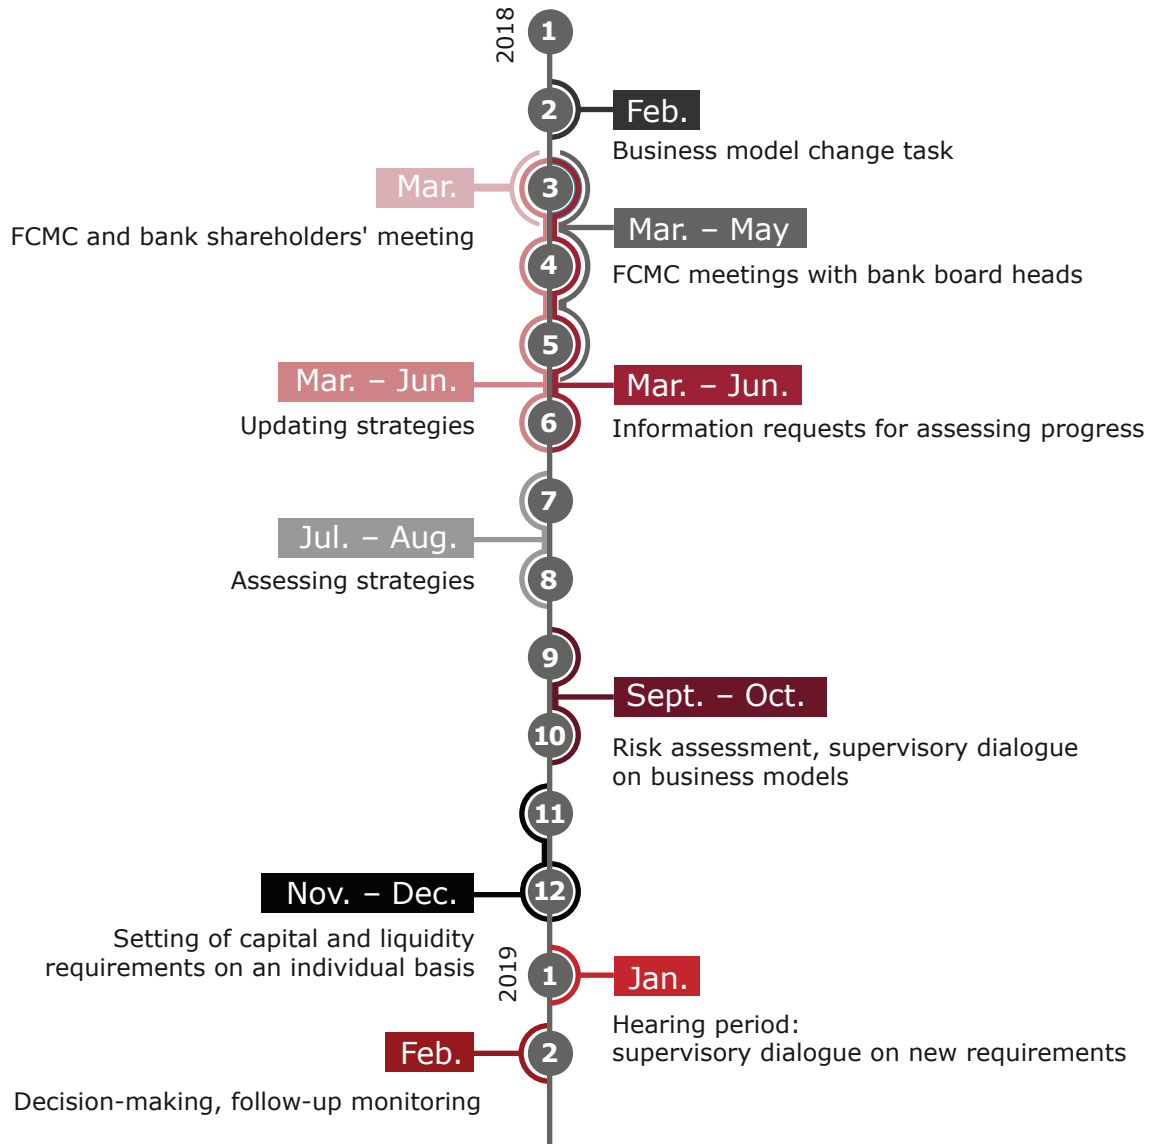 2018
1
2
Feb.
Business model change task
Mar.
3
FCMC and bank shareholders' meeting
Mar. – May
4
FCMC meetings with bank board heads
5
Mar. – Jun.
Updating strategies
Mar. – Jun.
6
Information requests for assessing progress
7
Jul. – Aug.
Assessing strategies
8
9
Sept. – Oct.
10
Risk assessment, supervisory dialogue
on business models
11
Nov. – Dec.
12
Setting of capital and liquidity
requirements on an individual basis
2019
1
Jan.
Hearing period:
supervisory dialogue on new requirements
Feb.
2
Decision-making, follow-up monitoring